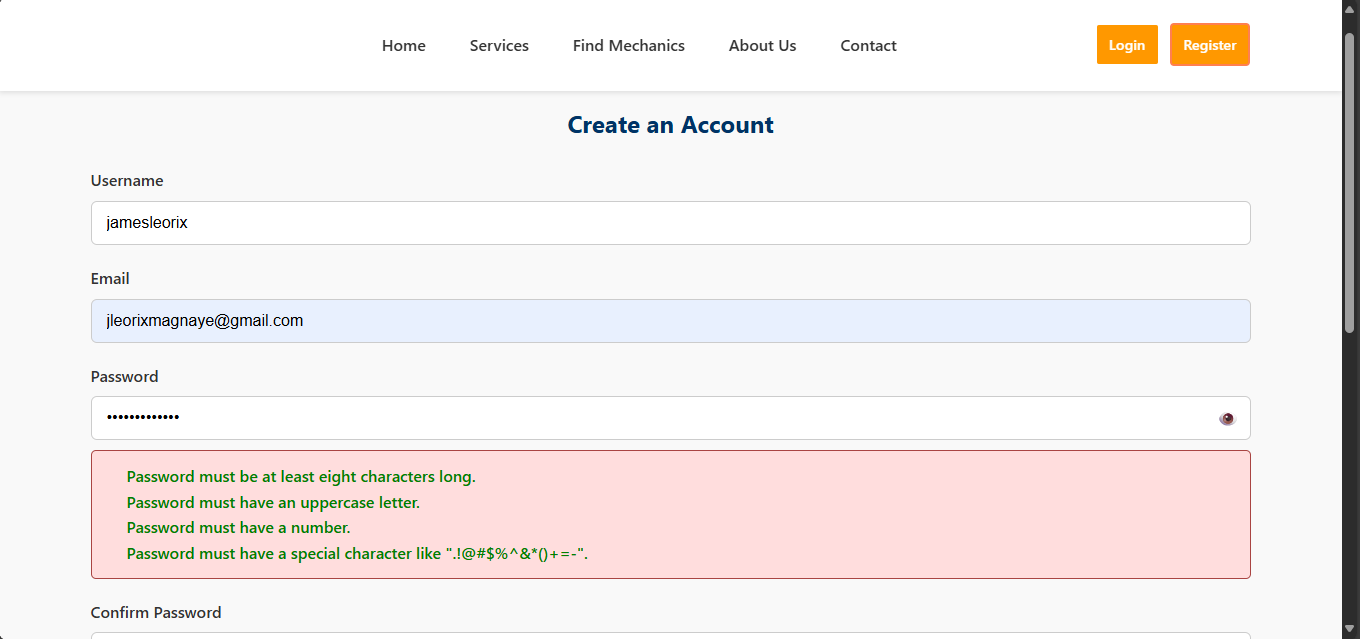 Home Services Find Mechanics About Us Contact Login Register
Create an Account
Username
jamesleorix
Email
jleorixmagnaye@gmail.com
Password
•••••••••••••
Password must be at least eight characters long.
Password must have an uppercase letter.
Password must have a number.
Password must have a special character like ".!@#$%^&*()+=-".
Confirm Password